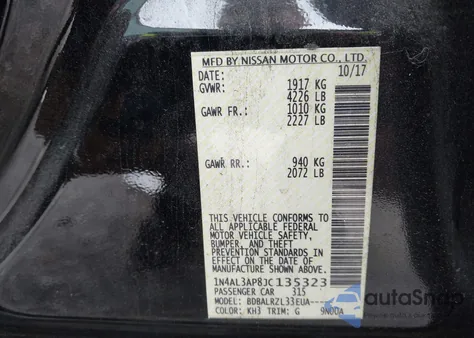 MFD BY NISSAN MOTOR CO., LTD.
DATE: 10/17
GVWR: 1917 KG
4226 LB
GAWR FR.: 1010 KG
2227 LB
GAWR RR.: 940 KG
2072 LB
THIS VEHICLE CONFORMS TO
ALL APPLICABLE FEDERAL
MOTOR VEHICLE SAFETY,
BUMPER, AND THEFT
PREVENTION STANDARDS
IN EFFECT ON THE DATE OF
MANUFACTURE SHOWN ABOVE.
1N4AL3AP8JC135323
PASSENGER CAR 315
MODEL: BDBALRZL33EUA-----
COLOR: KH3 TRIM: G 9N00A
autoSnap